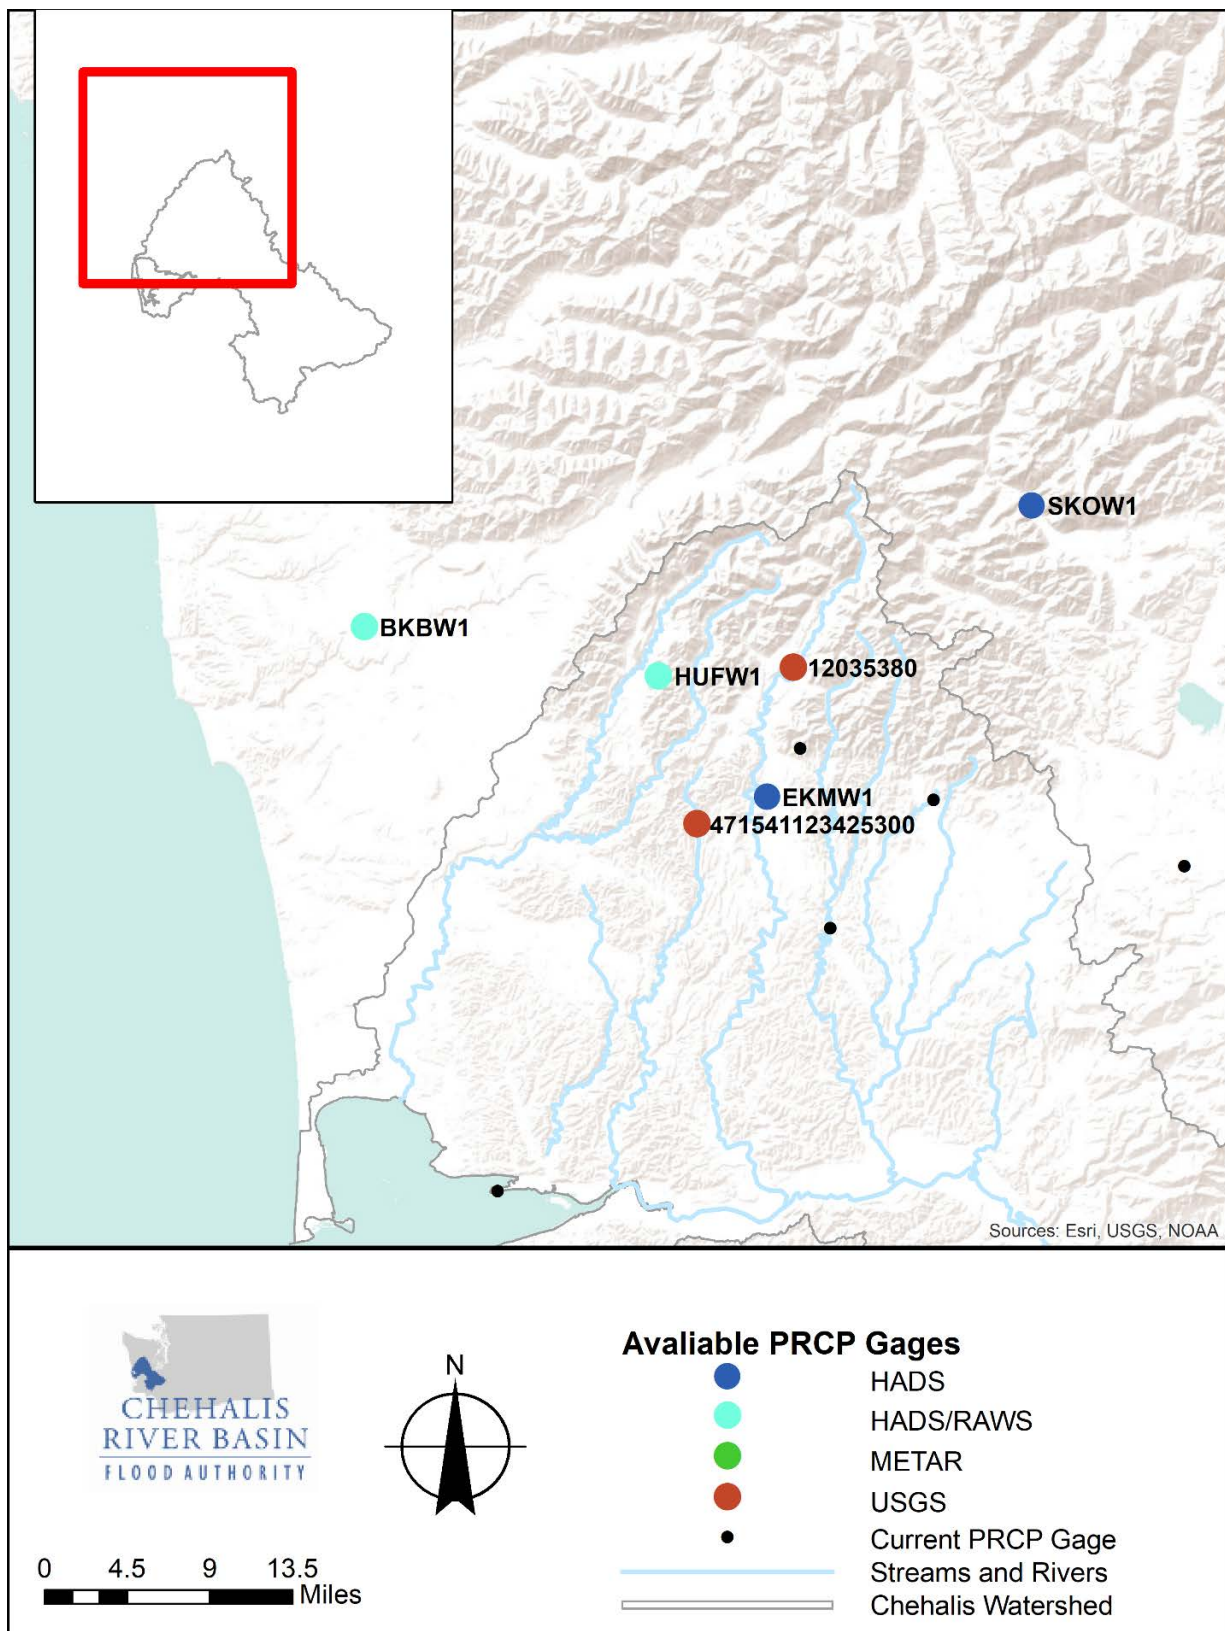 SKOW1
BKBW1
HUFW1
12035380
EKMW1
471541123425300
Sources: Esri, USGS, NOAA
CHEHALIS
RIVER BASIN
FLOOD AUTHORITY
N
0 4.5 9 13.5
Miles
Avaliable PRCP Gages
HADS
HADS/RAWS
METAR
USGS
Current PRCP Gage
Streams and Rivers
Chehalis Watershed